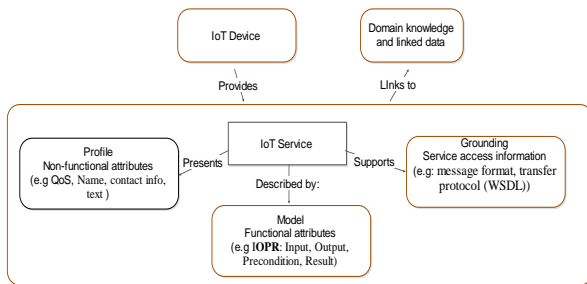 IoT Device
Domain knowledge
and linked data
Provides
LInks to
Profile
Non-functional attributes
(e.g QoS, Name, contact info,
text )
Presents
IoT Service
Supports
Grounding
Service access information
(e.g: message format, transfer
protocol (WSDL))
Described by:
Model
Functional attributes
(e.g IOPR: Input, Output,
Precondition, Result)